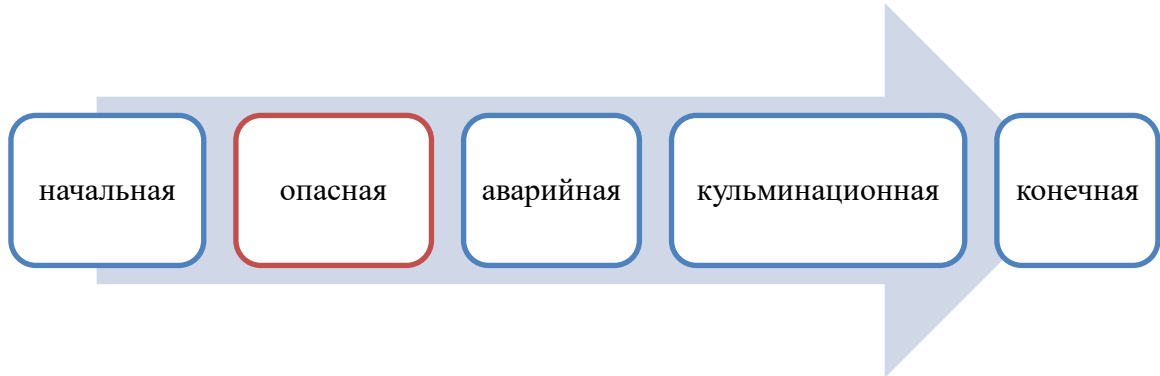 начальная
опасная
аварийная
кульминационная
конечная